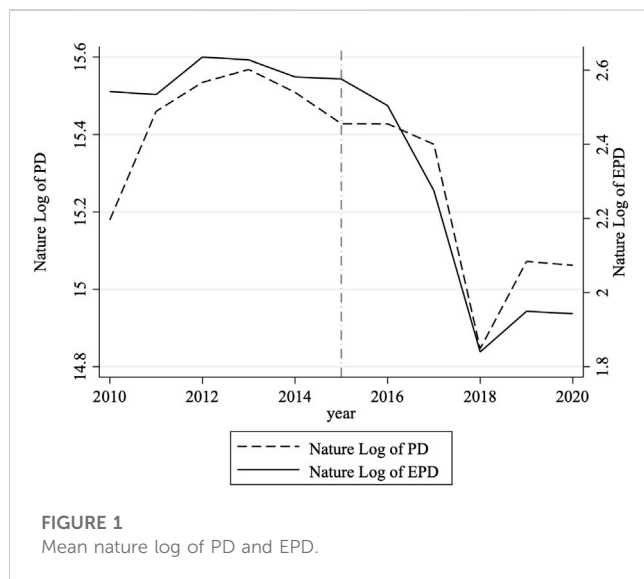 15.6
15.4
15.2
15
14.8
Nature Log of PD
2.6
2.4
2.2
2
1.8
Nature Log of EPD
2010
2012
2014
2016
2018
2020
year
Nature Log of PD
Nature Log of EPD
FIGURE 1
Mean nature log of PD and EPD.